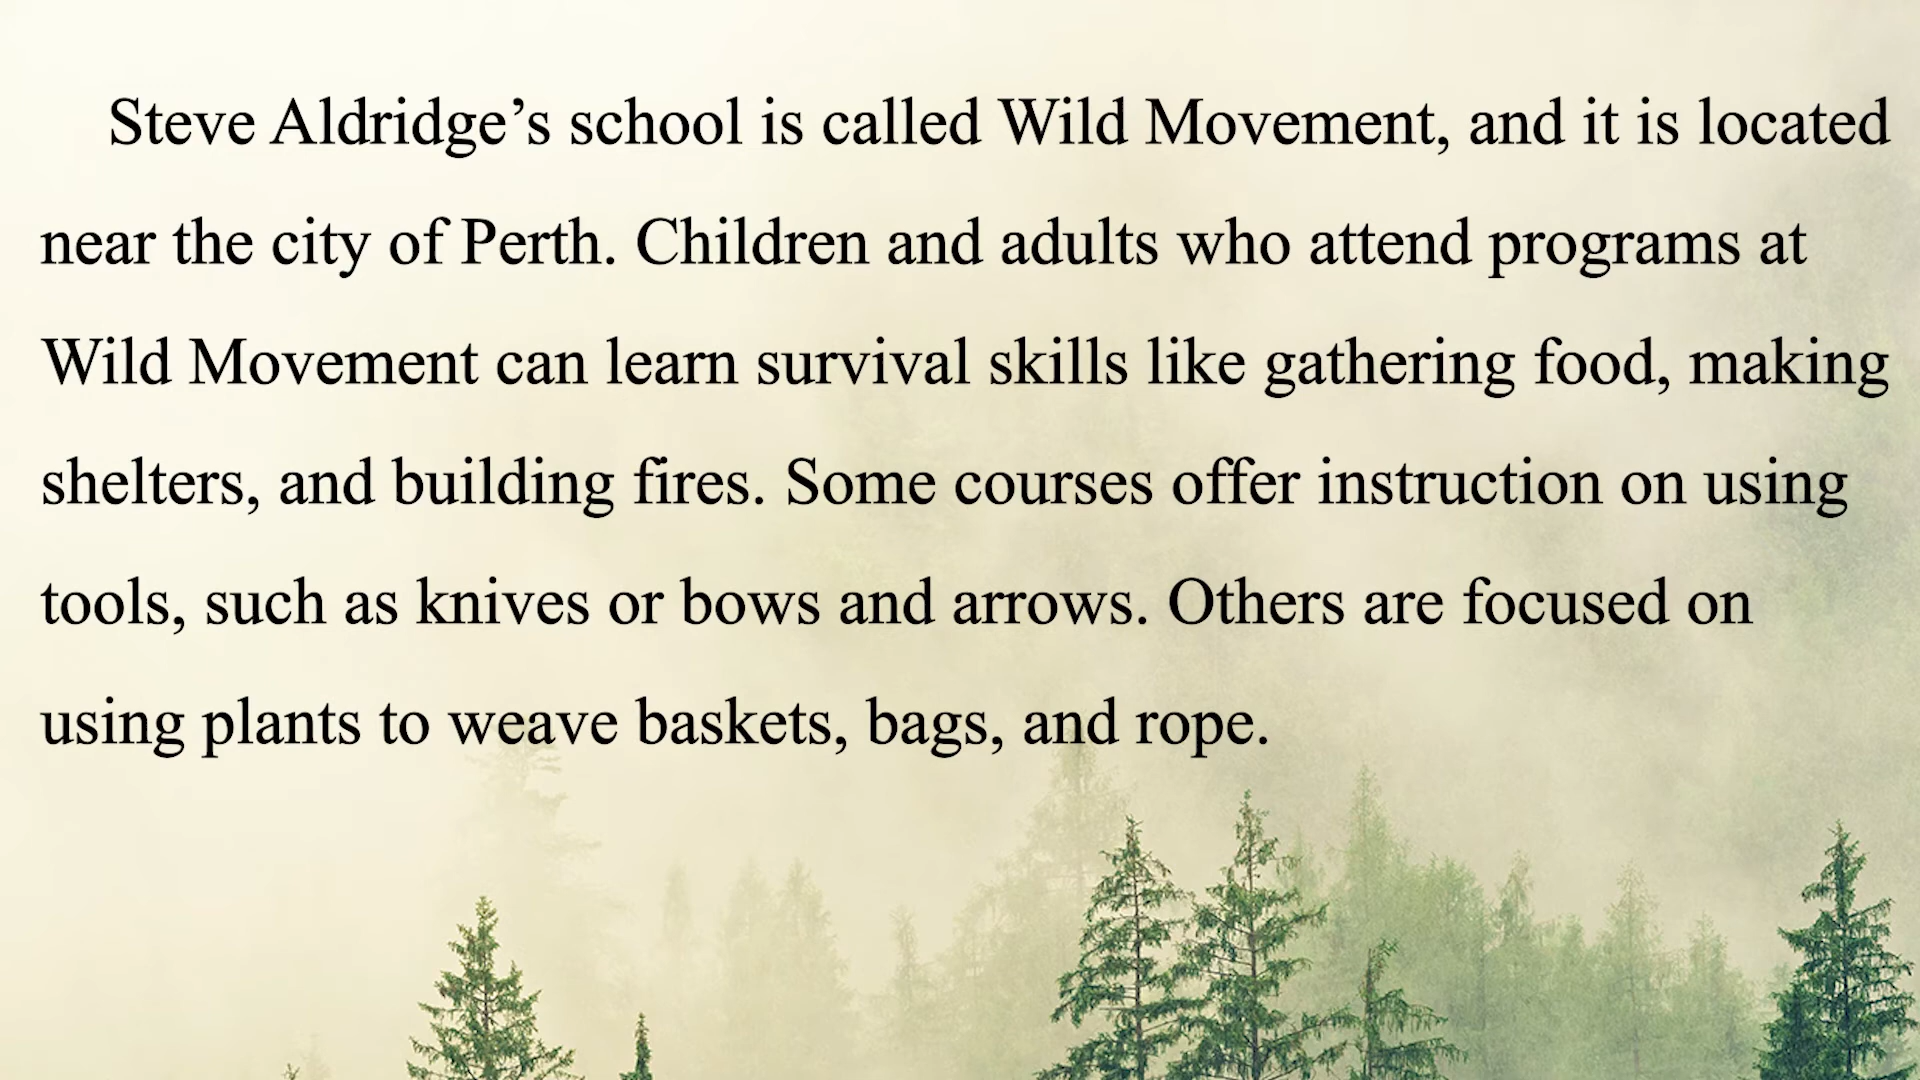 Steve Aldridge’s school is called Wild Movement, and it is located
near the city of Perth. Children and adults who attend programs at
Wild Movement can learn survival skills like gathering food, making
shelters, and building fires. Some courses offer instruction on using
tools, such as knives or bows and arrows. Others are focused on
using plants to weave baskets, bags, and rope.